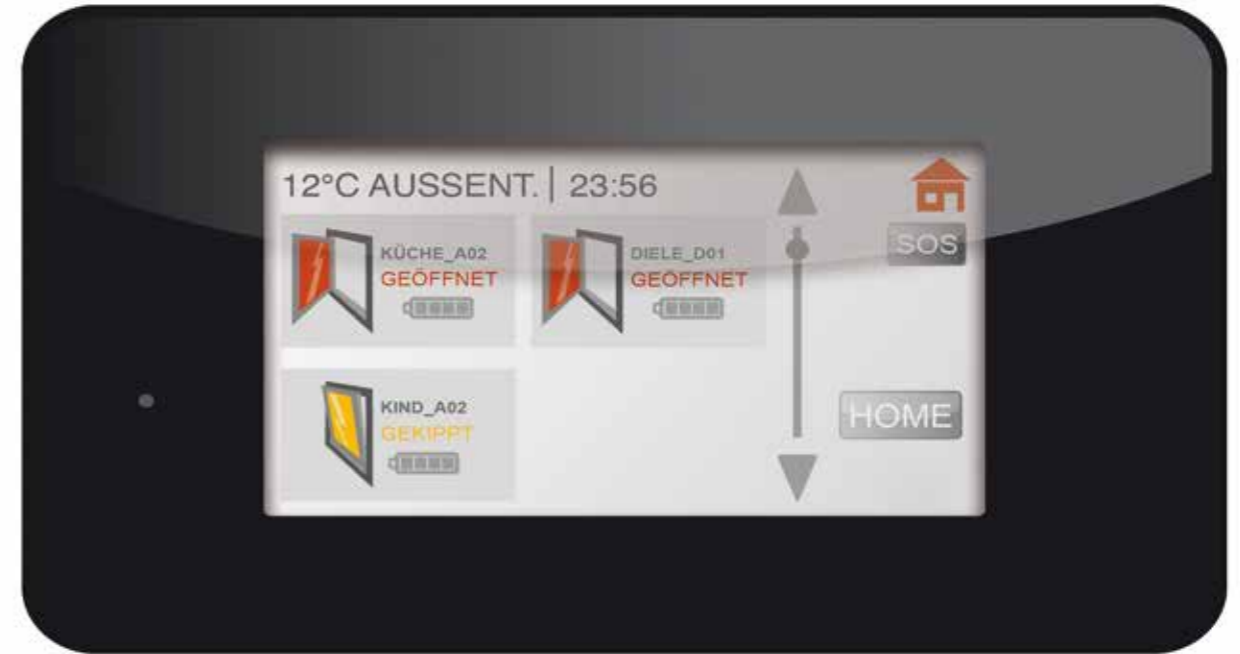 12°C AUSSENT. | 23:56
KÜCHE_A02
GEÖFFNET
DIELE_D01
GEÖFFNET
SOS
KIND_A02
GEKIPPT
HOME